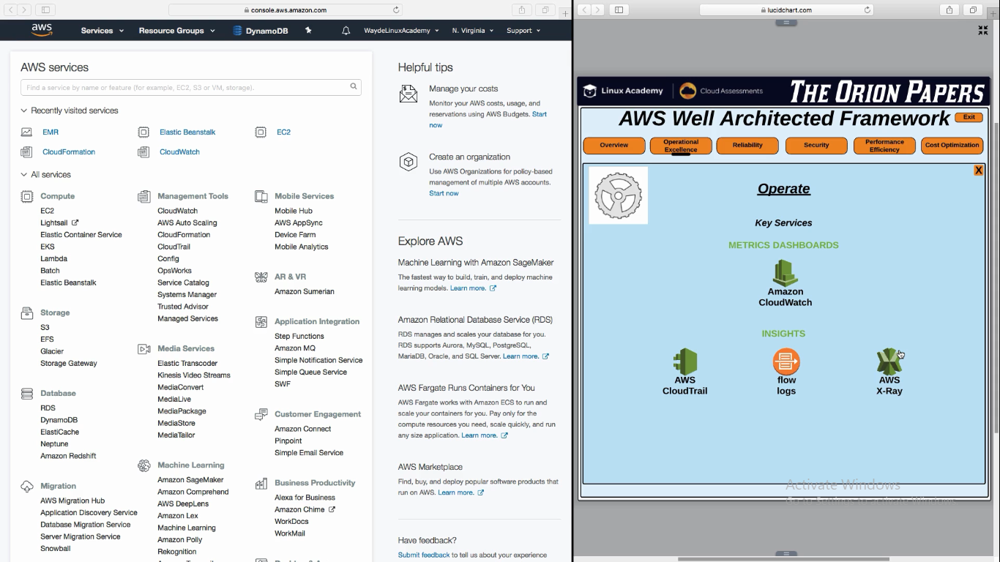 console.aws.amazon.com
aws
Services
Resource Groups
DynamoDB
WaydeLinuxAcademy
N. Virginia
Support
AWS services
Find a service by name or feature (for example, EC2, S3 or VM, storage).
Recently visited services
EMR
Elastic Beanstalk
EC2
CloudFormation
CloudWatch
All services
Compute
EC2
Lightsail
Elastic Container Service
EKS
Lambda
Batch
Elastic Beanstalk
Storage
S3
EFS
Glacier
Storage Gateway
Database
RDS
DynamoDB
ElastiCache
Neptune
Amazon Redshift
Migration
AWS Migration Hub
Application Discovery Service
Database Migration Service
Server Migration Service
Snowball
Management Tools
CloudWatch
AWS Auto Scaling
CloudFormation
CloudTrail
Config
OpsWorks
Service Catalog
Systems Manager
Trusted Advisor
Managed Services
Media Services
Elastic Transcoder
Kinesis Video Streams
MediaConvert
MediaLive
MediaPackage
MediaStore
MediaTailor
Machine Learning
Amazon SageMaker
Amazon Comprehend
AWS DeepLens
Amazon Lex
Machine Learning
Amazon Polly
Rekognition
Mobile Services
Mobile Hub
AWS AppSync
Device Farm
Mobile Analytics
AR & VR
Amazon Sumerian
Application Integration
Step Functions
Amazon MQ
Simple Notification Service
Simple Queue Service
SWF
Customer Engagement
Amazon Connect
Pinpoint
Simple Email Service
Business Productivity
Alexa for Business
Amazon Chime
WorkDocs
WorkMail
Helpful tips
Manage your costs
Monitor your AWS costs, usage, and
reservations using AWS Budgets. Start
now
Create an organization
Use AWS Organizations for policy-based
management of multiple AWS accounts.
Start now
Explore AWS
Machine Learning with Amazon SageMaker
The fastest way to build, train, and deploy machine
learning models. Learn more.
Amazon Relational Database Service (RDS)
RDS manages and scales your database for you.
RDS supports Aurora, MySQL, PostgreSQL,
MariaDB, Oracle, and SQL Server. Learn more.
AWS Fargate Runs Containers for You
AWS Fargate works with Amazon ECS to run and
scale your containers for you. Pay only for the
compute resources you need, scale quickly, and run
any size application. Learn more.
AWS Marketplace
Find, buy, and deploy popular software products that
run on AWS. Learn more.
Have feedback?
Submit feedback to tell us about your experience
lucidchart.com
Linux Academy
Cloud Assessments
THE ORION PAPERS
AWS Well Architected Framework
Exit
Overview
Operational
Excellence
Reliability
Security
Performance
Efficiency
Cost Optimization
X
Operate
Key Services
METRICS DASHBOARDS
Amazon
CloudWatch
INSIGHTS
AWS
CloudTrail
flow
logs
AWS
X-Ray
Activate Windows
Go to Settings to activate Windows.